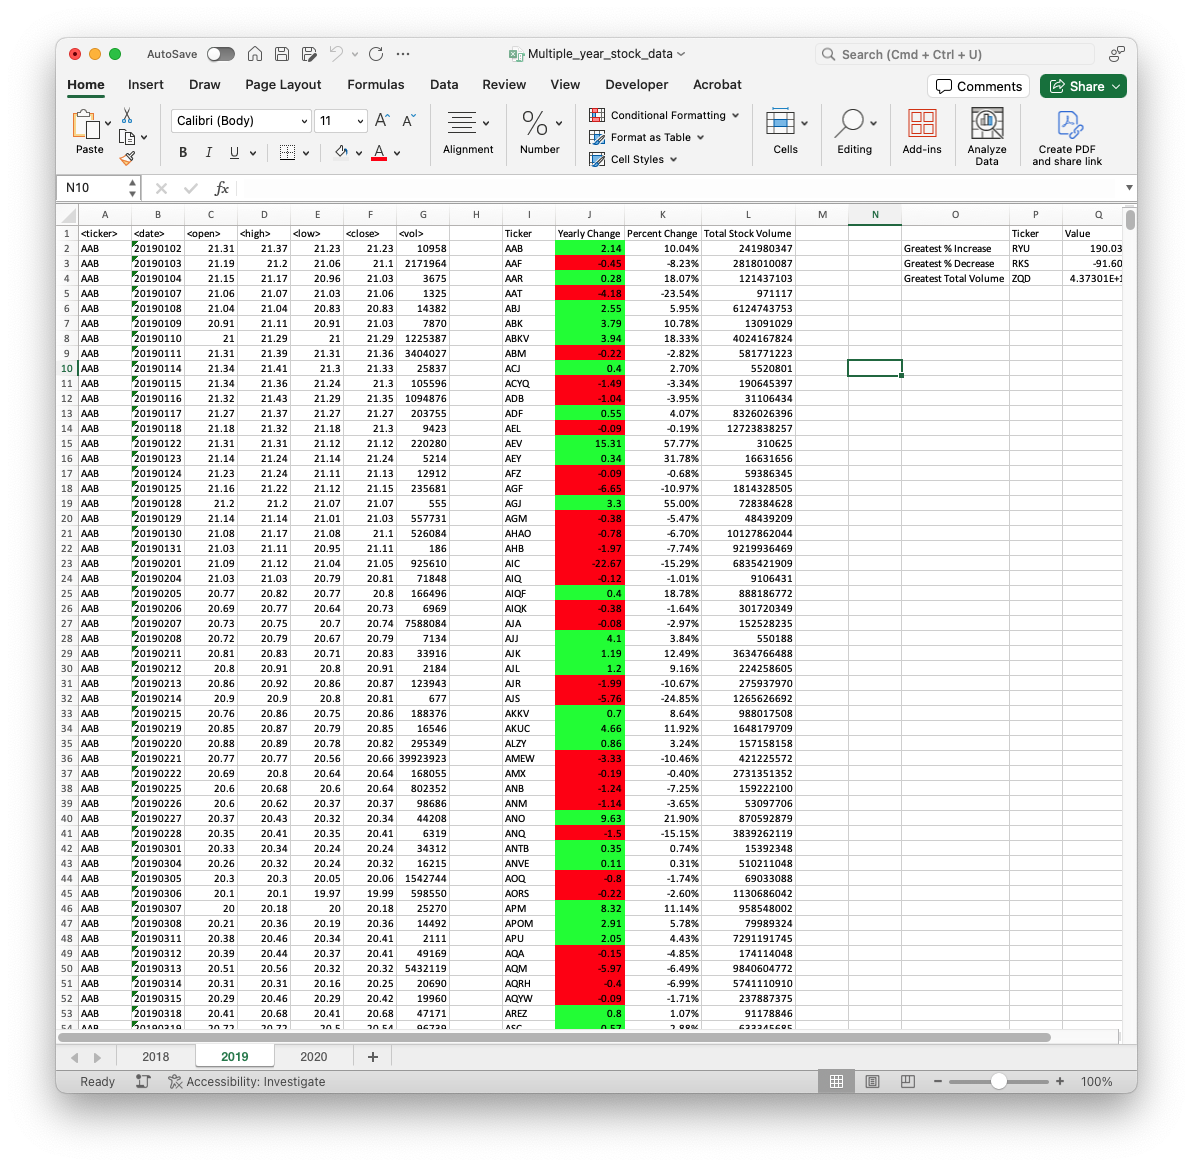 AutoSave Multiple_year_stock_data Search (Cmd + Ctrl + U)
Home Insert Draw Page Layout Formulas Data Review View Developer Acrobat Comments Share
Calibri (Body) 11 A^ A˅ Conditional Formatting
Format as Table
Cell Styles
Paste B I U A Alignment % Number Cells Editing Add-ins Analyze Data Create PDF and share link
N10 fx
A B C D E F G H I J K L M N O P Q
1 <ticker> <date> <open> <high> <low> <close> <vol> Ticker Yearly Change Percent Change Total Stock Volume Ticker Value
2 AAB 20190102 21.31 21.37 21.23 21.23 10958 AAB 2.14 10.04% 241980347 Greatest % Increase RYU 190.03
3 AAB 20190103 21.19 21.2 21.06 21.1 2171964 AAF -0.45 -8.23% 2818010087 Greatest % Decrease RKS -91.60
4 AAB 20190104 21.15 21.17 20.96 21.03 3675 AAR 0.28 18.07% 121437103 Greatest Total Volume ZQD 4.37301E+1
5 AAB 20190107 21.06 21.07 21.03 21.06 1325 AAT -4.18 -23.54% 971117
6 AAB 20190108 21.04 21.04 20.83 20.83 14382 ABJ 2.55 5.95% 6124743753
7 AAB 20190109 20.91 21.11 20.91 21.03 7870 ABK 3.79 10.78% 13091029
8 AAB 20190110 21 21.29 21 21.29 1225387 ABKV 3.94 18.33% 4024167824
9 AAB 20190111 21.31 21.39 21.31 21.36 3404027 ABM -0.22 -2.82% 581771223
10 AAB 20190114 21.34 21.41 21.3 21.33 25837 ACJ 0.4 2.70% 5520801
11 AAB 20190115 21.34 21.36 21.24 21.3 105596 ACYQ -1.49 -3.34% 190645397
12 AAB 20190116 21.32 21.43 21.29 21.35 1094876 ADB -1.04 -3.95% 31106434
13 AAB 20190117 21.27 21.37 21.27 21.27 203755 ADF 0.55 4.07% 8326026396
14 AAB 20190118 21.18 21.32 21.18 21.3 9423 AEL -0.09 -0.19% 12723838257
15 AAB 20190122 21.31 21.31 21.12 21.12 220280 AEV 15.31 57.77% 310625
16 AAB 20190123 21.14 21.24 21.14 21.24 5214 AEY 0.34 31.78% 16631656
17 AAB 20190124 21.23 21.24 21.11 21.13 12912 AFZ -0.09 -0.68% 59386345
18 AAB 20190125 21.16 21.22 21.12 21.15 235681 AGF -6.65 -10.97% 1814328505
19 AAB 20190128 21.2 21.2 21.07 21.07 555 AGJ 3.3 55.00% 728384628
20 AAB 20190129 21.14 21.14 21.01 21.03 557731 AGM -0.38 -5.47% 48439209
21 AAB 20190130 21.08 21.17 21.08 21.1 526084 AHAO -0.78 -6.70% 10127862044
22 AAB 20190131 21.03 21.11 20.95 21.11 186 AHB -1.97 -7.74% 9219936469
23 AAB 20190201 21.09 21.12 21.04 21.05 925610 AIC -22.67 -15.29% 6835421909
24 AAB 20190204 21.03 21.03 20.79 20.81 71848 AIQ -0.12 -1.01% 9106431
25 AAB 20190205 20.77 20.82 20.77 20.8 166496 AIQF 0.4 18.78% 888186772
26 AAB 20190206 20.69 20.77 20.64 20.73 6969 AIQK -0.38 -1.64% 301720349
27 AAB 20190207 20.73 20.75 20.7 20.74 7588084 AJA -0.08 -2.97% 152528235
28 AAB 20190208 20.72 20.79 20.67 20.79 7134 AJJ 4.1 3.84% 550188
29 AAB 20190211 20.81 20.83 20.71 20.83 33916 AJK 1.19 12.49% 3634766488
30 AAB 20190212 20.8 20.91 20.8 20.91 2184 AJL 1.2 9.16% 224258605
31 AAB 20190213 20.86 20.92 20.86 20.87 123943 AJR -1.99 -10.67% 275937970
32 AAB 20190214 20.9 20.9 20.8 20.81 677 AJS -5.76 -24.85% 1265626692
33 AAB 20190215 20.76 20.86 20.75 20.86 188376 AKKV 0.7 8.64% 988017508
34 AAB 20190219 20.85 20.87 20.79 20.85 16546 AKUC 4.66 11.92% 1648179709
35 AAB 20190220 20.88 20.89 20.78 20.82 295349 ALZY 0.86 3.24% 157158158
36 AAB 20190221 20.77 20.77 20.56 20.66 39923923 AMEW -3.33 -10.46% 421225572
37 AAB 20190222 20.69 20.8 20.64 20.64 168055 AMX -0.19 -0.40% 2731351352
38 AAB 20190225 20.6 20.68 20.6 20.64 802352 ANB -1.24 -7.25% 159222100
39 AAB 20190226 20.6 20.62 20.37 20.37 98686 ANM -1.14 -3.65% 53097706
40 AAB 20190227 20.37 20.43 20.32 20.34 44208 ANO 9.63 21.90% 870592879
41 AAB 20190228 20.35 20.41 20.35 20.41 6319 ANQ -1.5 -15.15% 3839262119
42 AAB 20190301 20.33 20.34 20.24 20.24 34312 ANTB 0.35 0.74% 15392348
43 AAB 20190304 20.26 20.32 20.24 20.32 16215 ANVE 0.11 0.31% 510211048
44 AAB 20190305 20.3 20.3 20.05 20.06 1542744 AOQ -0.8 -1.74% 69033088
45 AAB 20190306 20.1 20.1 19.97 19.99 598550 AORS -0.22 -2.60% 1130686042
46 AAB 20190307 20 20.18 20 20.18 25270 APM 8.32 11.14% 958548002
47 AAB 20190308 20.21 20.36 20.19 20.36 14492 APOM 2.91 5.78% 79989324
48 AAB 20190311 20.38 20.46 20.34 20.41 2111 APU 2.05 4.43% 7291191745
49 AAB 20190312 20.39 20.44 20.37 20.41 49169 AQA -0.15 -4.85% 174114048
50 AAB 20190313 20.51 20.56 20.32 20.32 5432119 AQM -5.97 -6.49% 9840604772
51 AAB 20190314 20.31 20.31 20.16 20.25 20690 AQRH -0.4 -6.99% 5741110910
52 AAB 20190315 20.29 20.46 20.29 20.42 19960 AQYW -0.09 -1.71% 237887375
53 AAB 20190318 20.41 20.68 20.41 20.68 47171 AREZ 0.8 1.07% 91178846
54 AAB 20190319 20.72 20.72 20.5 20.54 96739 ASC 0.57 2.88% 633345685
2018 2019 2020 +
Ready Accessibility: Investigate − + 100%